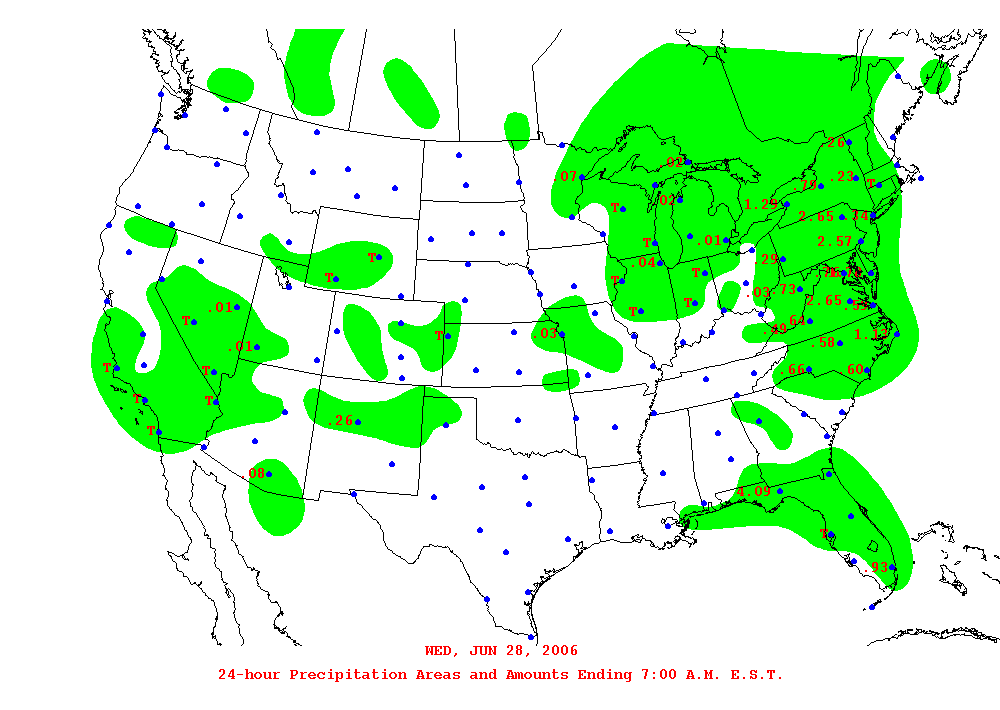 .26
.02
.07 .79 .23 T
.02 1.29
T 2.65 .34
T .01 2.57
T .04 .29
T T T
T .73
.03
.01 T 2.65
T T .64
.49
T .03 1.13
.01 .58
T T .66 .60
T T
.26
T
.08
4.09
T
.93
WED, JUN 28, 2006
24-hour Precipitation Areas and Amounts Ending 7:00 A.M. E.S.T.